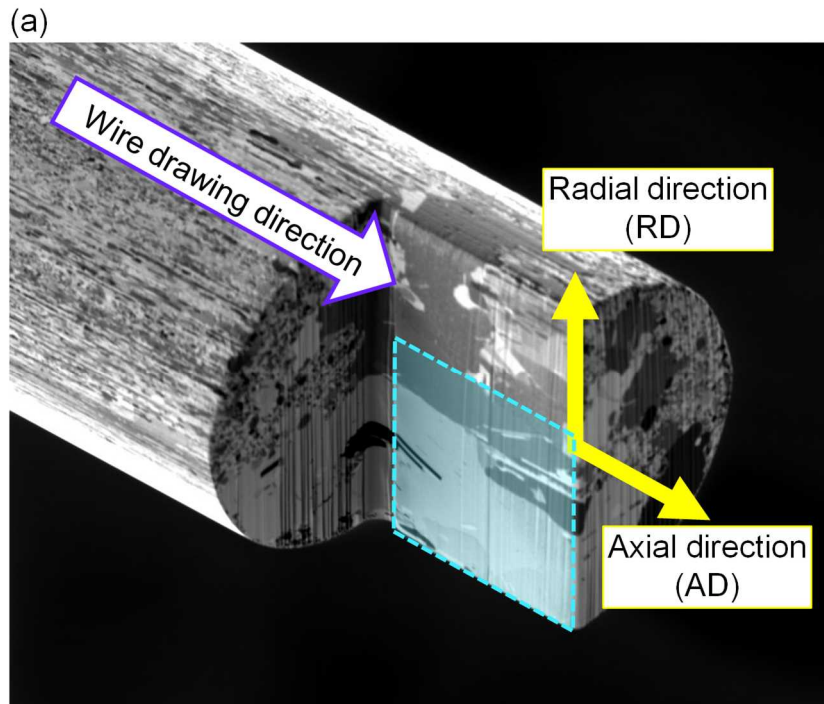 (a)
Wire drawing direction
Radial direction
(RD)
Axial direction
(AD)